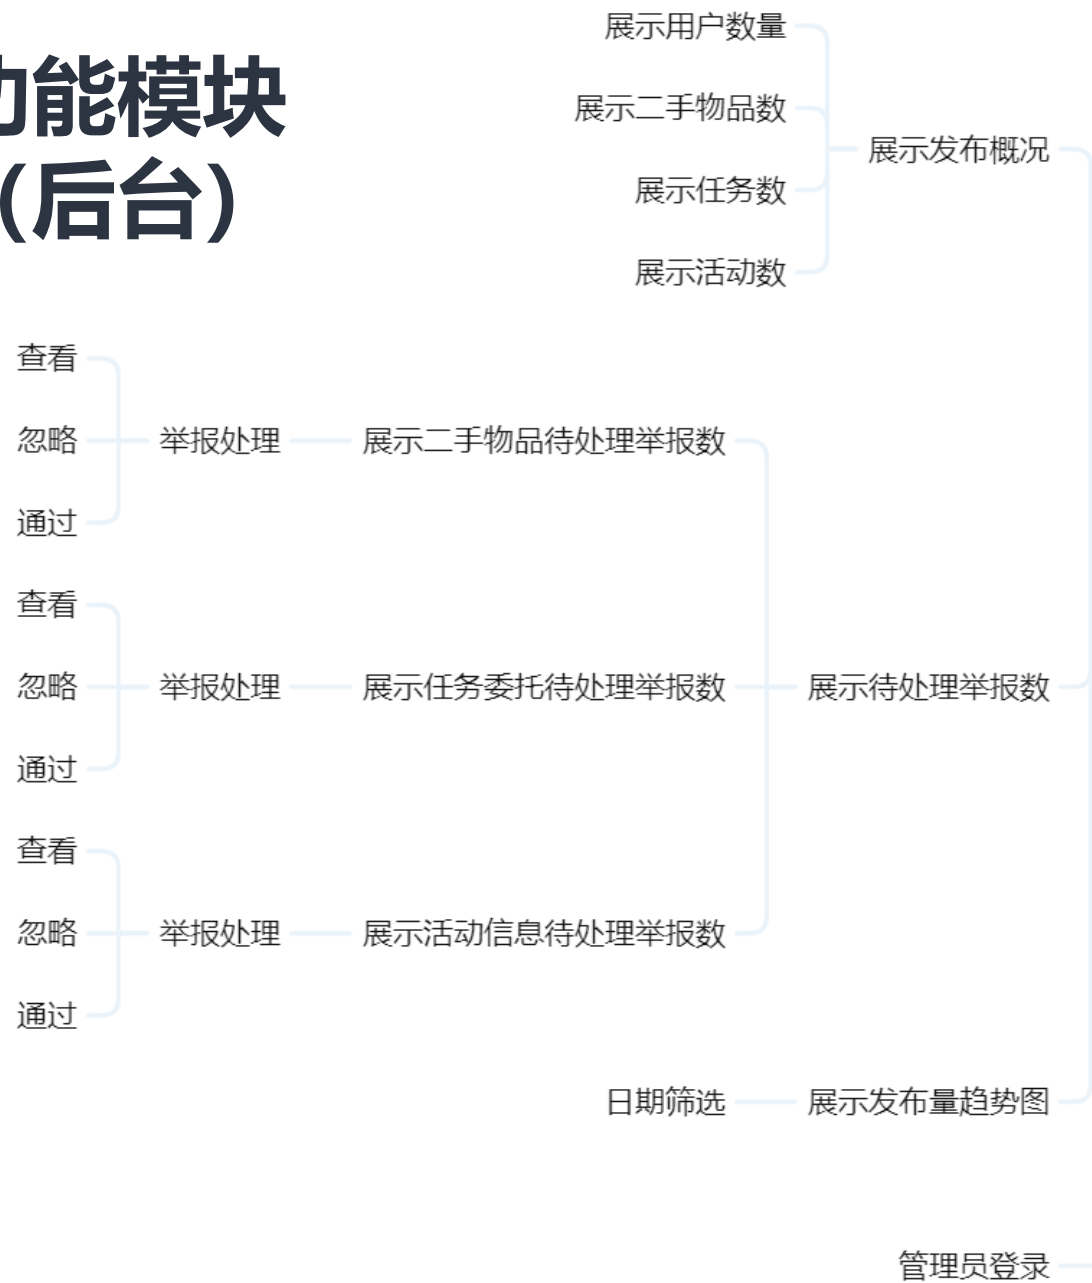 功能模块
（后台）
展示用户数量
展示二手物品数
展示任务数
展示活动数
展示发布概况
查看
忽略
通过
举报处理
展示二手物品待处理举报数
查看
忽略
通过
举报处理
展示任务委托待处理举报数
展示待处理举报数
查看
忽略
通过
举报处理
展示活动信息待处理举报数
日期筛选
展示发布量趋势图
管理员登录